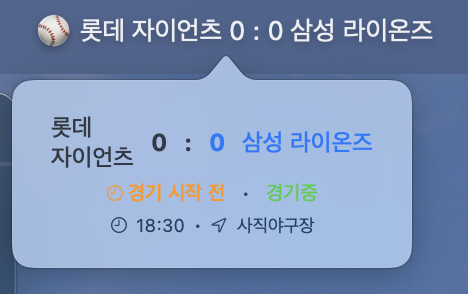 롯데 자이언츠 0 : 0 삼성 라이온즈
롯데
자이언츠 0 : 0 삼성 라이온즈
경기 시작 전 · 경기중
18:30 · 사직야구장